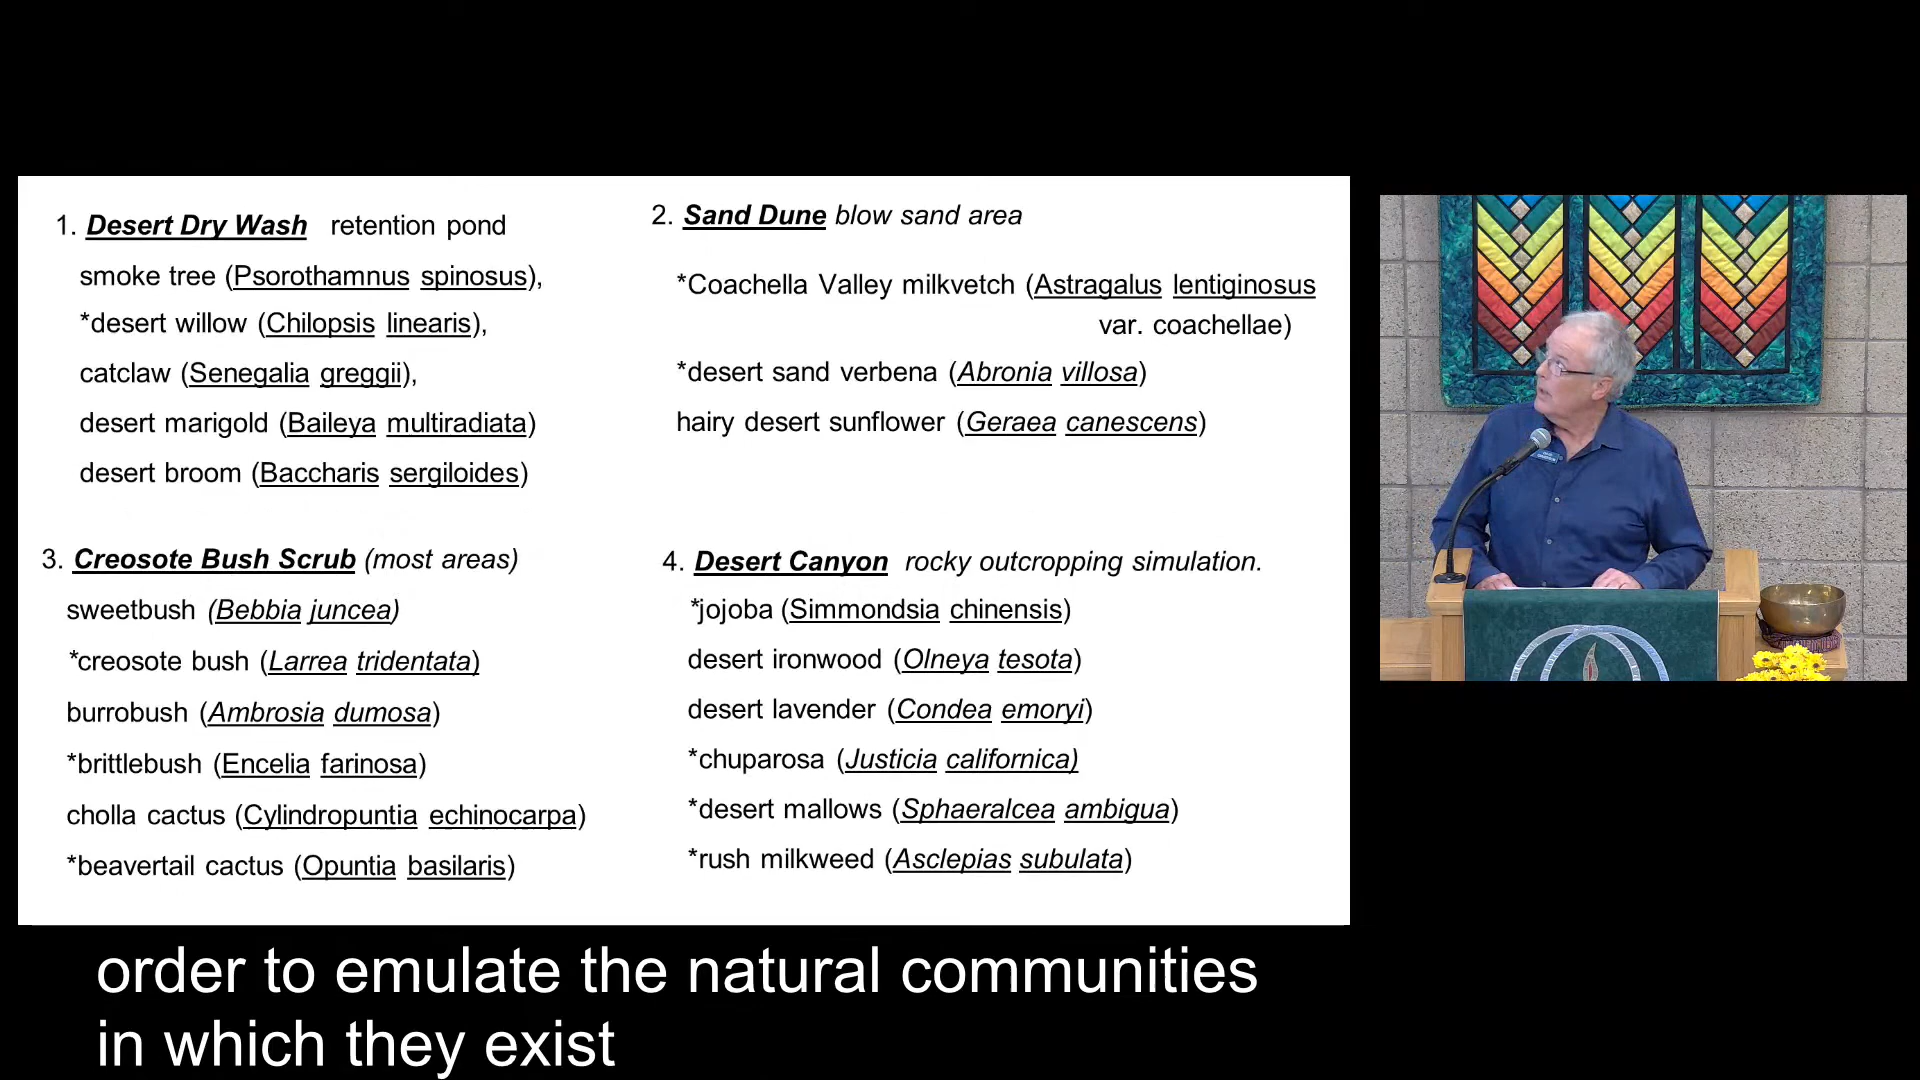 1. Desert Dry Wash retention pond
smoke tree (Psorothamnus spinosus),
*desert willow (Chilopsis linearis),
catclaw (Senegalia greggii),
desert marigold (Baileya multiradiata)
desert broom (Baccharis sergiloides)
2. Sand Dune blow sand area
*Coachella Valley milkvetch (Astragalus lentiginosus
var. coachellae)
*desert sand verbena (Abronia villosa)
hairy desert sunflower (Geraea canescens)
3. Creosote Bush Scrub (most areas)
sweetbush (Bebbia juncea)
*creosote bush (Larrea tridentata)
burrobush (Ambrosia dumosa)
*brittlebush (Encelia farinosa)
cholla cactus (Cylindropuntia echinocarpa)
*beavertail cactus (Opuntia basilaris)
4. Desert Canyon rocky outcropping simulation.
*jojoba (Simmondsia chinensis)
desert ironwood (Olneya tesota)
desert lavender (Condea emoryi)
*chuparosa (Justicia californica)
*desert mallows (Sphaeralcea ambigua)
*rush milkweed (Asclepias subulata)
order to emulate the natural communities
in which they exist